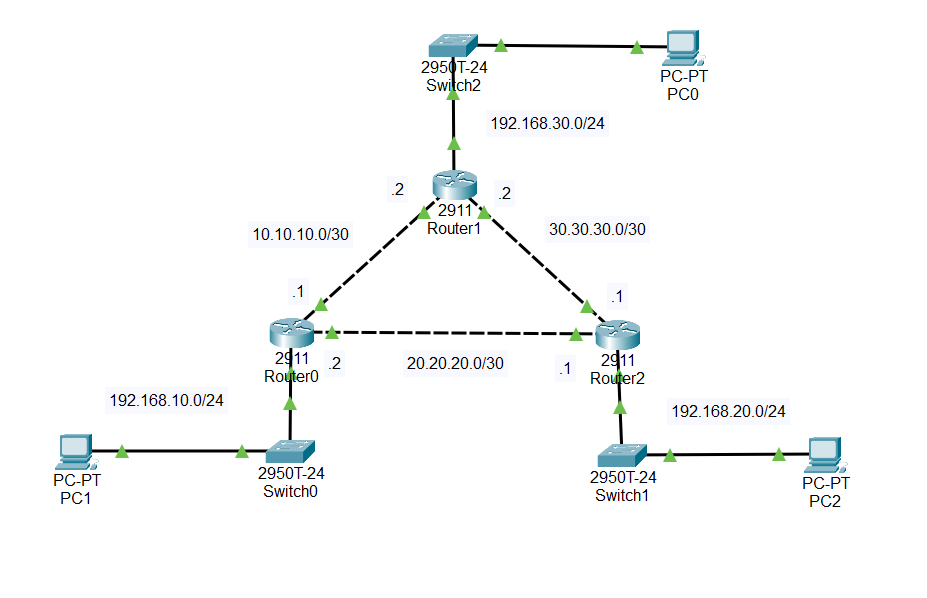 2950T-24
Switch2
PC-PT
PC0
192.168.30.0/24
.2
.2
2911
Router1
10.10.10.0/30
30.30.30.0/30
.1
.1
2911
Router0
.2
20.20.20.0/30
.1
2911
Router2
192.168.10.0/24
192.168.20.0/24
PC-PT
PC1
2950T-24
Switch0
2950T-24
Switch1
PC-PT
PC2